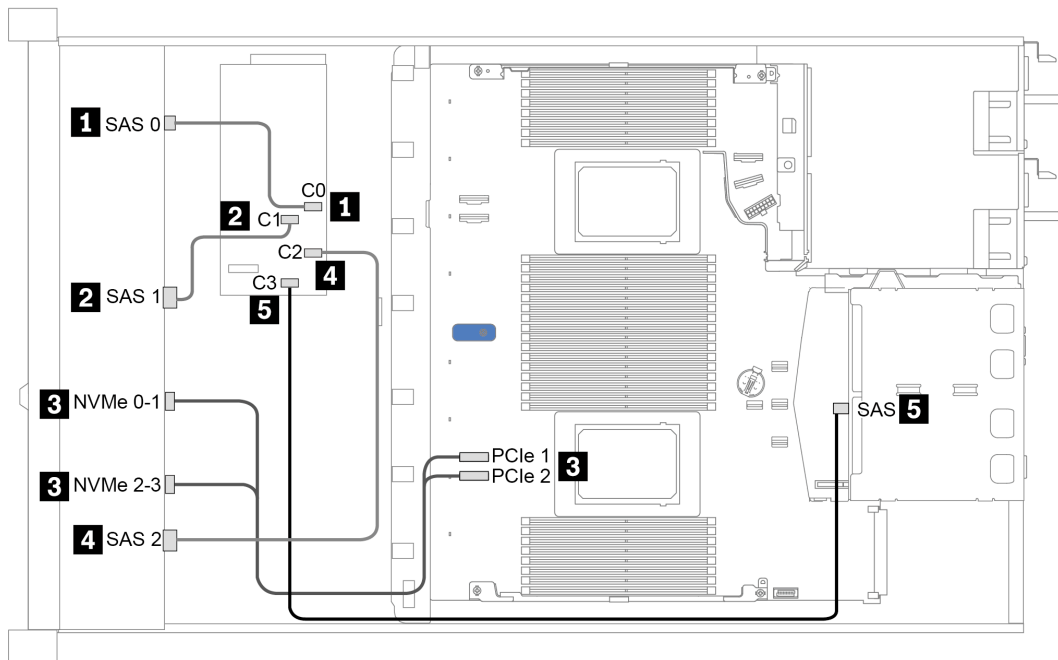 1 SAS 0
C0 1
2 C1
C2
4
2 SAS 1
C3
5
3 NVMe 0-1
SAS 5
PCIe 1
PCIe 2
3
3 NVMe 2-3
4 SAS 2